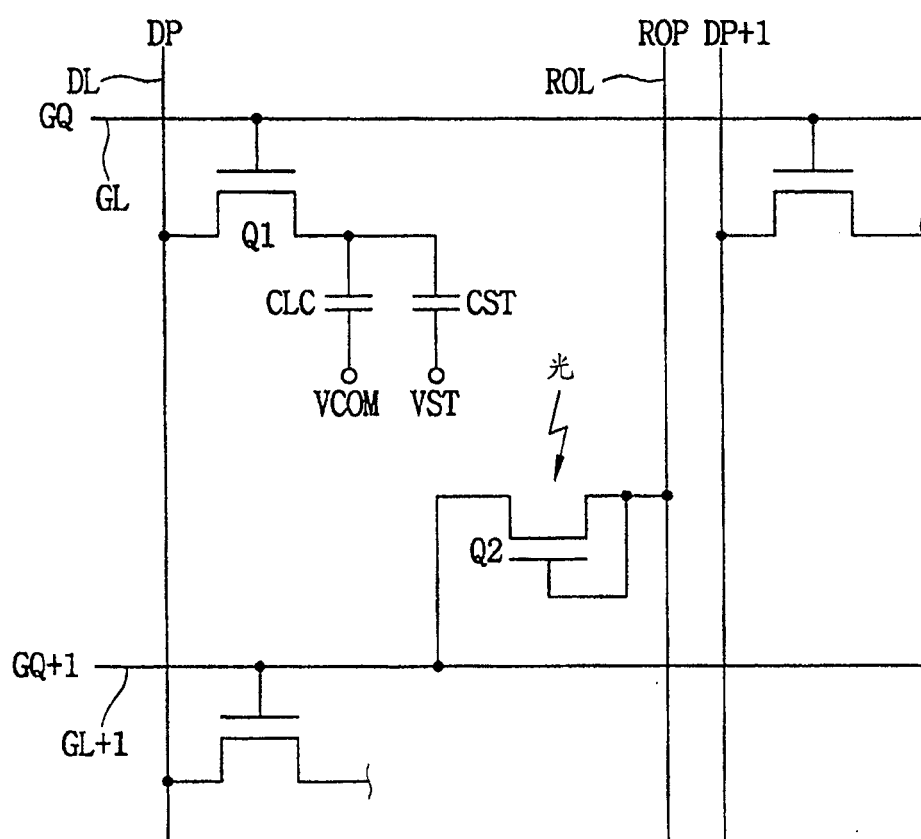 DP
ROP DP+1
DL
ROL
GQ
GL
Q1
CLC
CST
VCOM
VST
光
Q2
GQ+1
GL+1